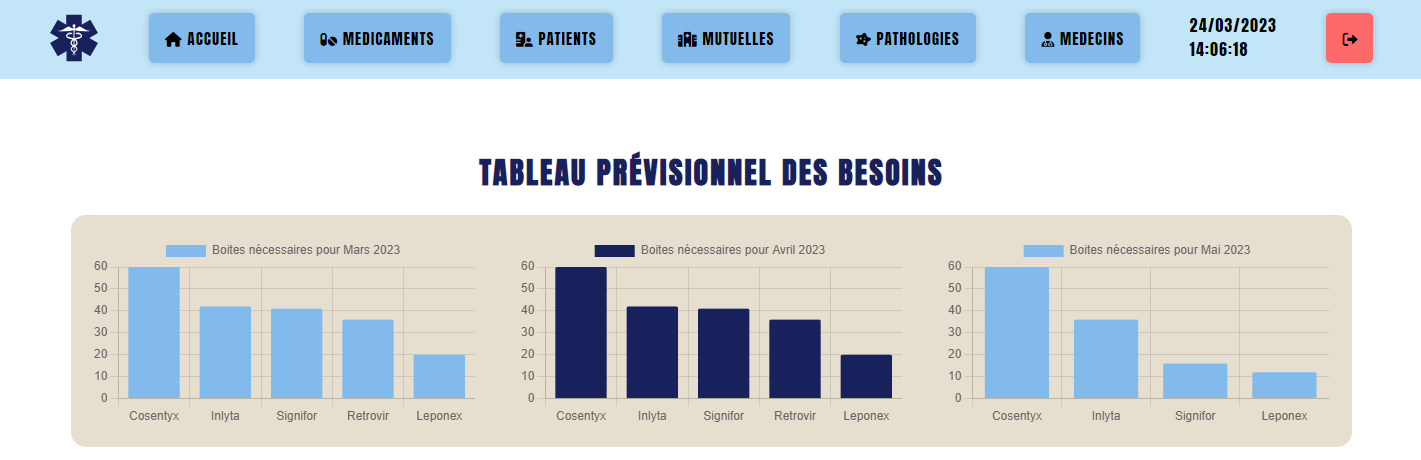 ACCUEIL
MEDICAMENTS
PATIENTS
MUTUELLES
PATHOLOGIES
MEDECINS
24/03/2023
14:06:18
TABLEAU PRÉVISIONNEL DES BESOINS
Boites nécessaires pour Mars 2023
60
50
40
30
20
10
0
Cosentyx Inlyta Signifor Retrovir Leponex
Boites nécessaires pour Avril 2023
60
50
40
30
20
10
0
Cosentyx Inlyta Signifor Retrovir Leponex
Boites nécessaires pour Mai 2023
60
50
40
30
20
10
0
Cosentyx Inlyta Signifor Leponex